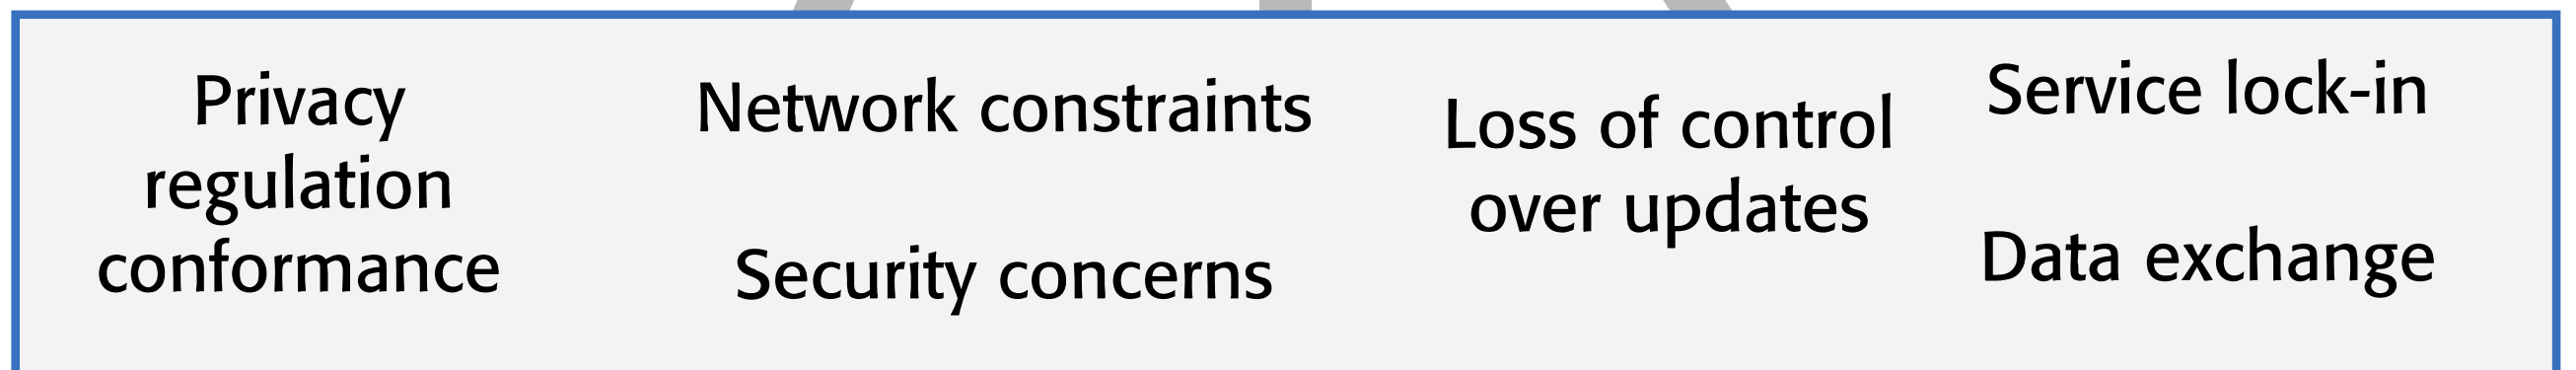 Privacy
regulation
conformance
Network constraints
Security concerns
Loss of control
over updates
Service lock-in
Data exchange